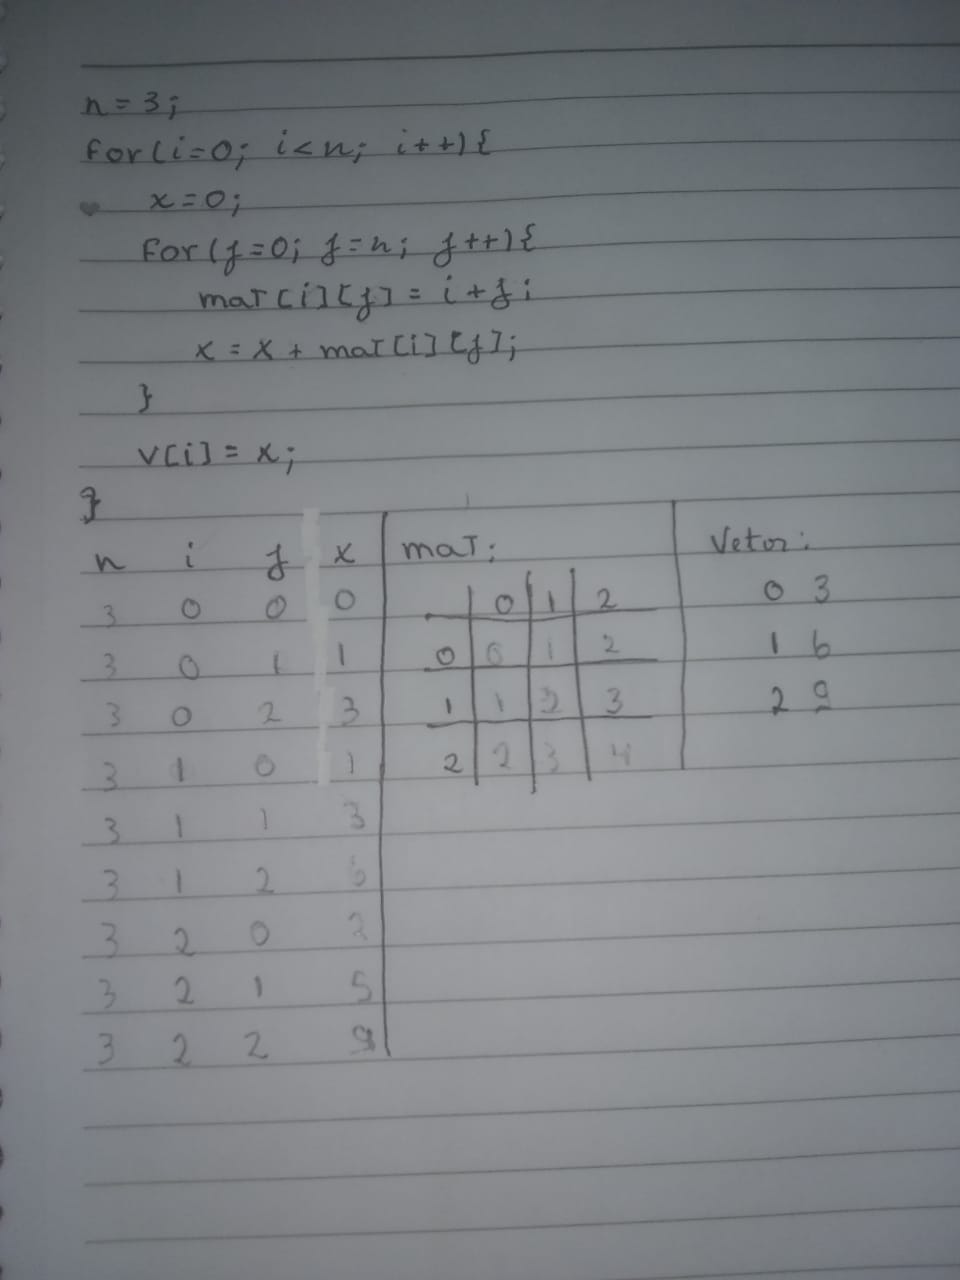 n = 3;
for (i=0; i<n; i++) {
x=0;
for (j=0; j=n; j++) {
mat[i][j] = i+j;
x = x + mat[i][j];
}
v[i] = x;
}
n i j x mat: Vetor:
3 0 0 0 0 1 2 0 3
3 0 1 1 0 0 1 2 1 6
3 0 2 3 1 1 2 3 2 9
3 1 0 1 2 2 3 4
3 1 1 3
3 1 2 6
3 2 0 2
3 2 1 5
3 2 2 9